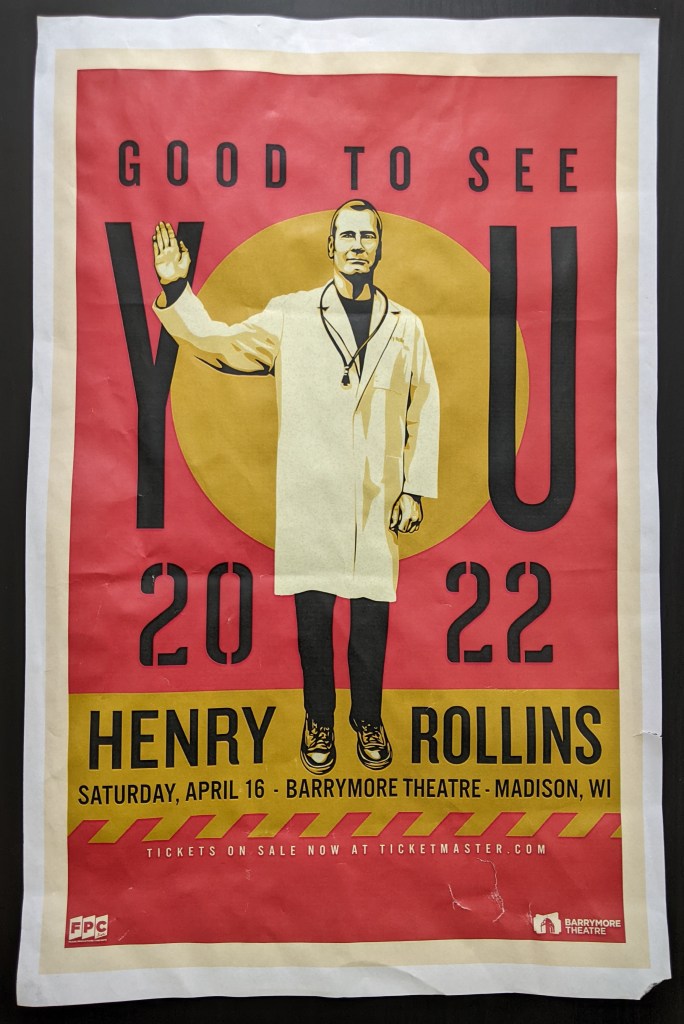 GOOD TO SEE
YOU
2022
HENRY ROLLINS
SATURDAY, APRIL 16 - BARRYMORE THEATRE - MADISON, WI
TICKETS ON SALE NOW AT TICKETMASTER.COM
FPC
BARRYMORE
THEATRE